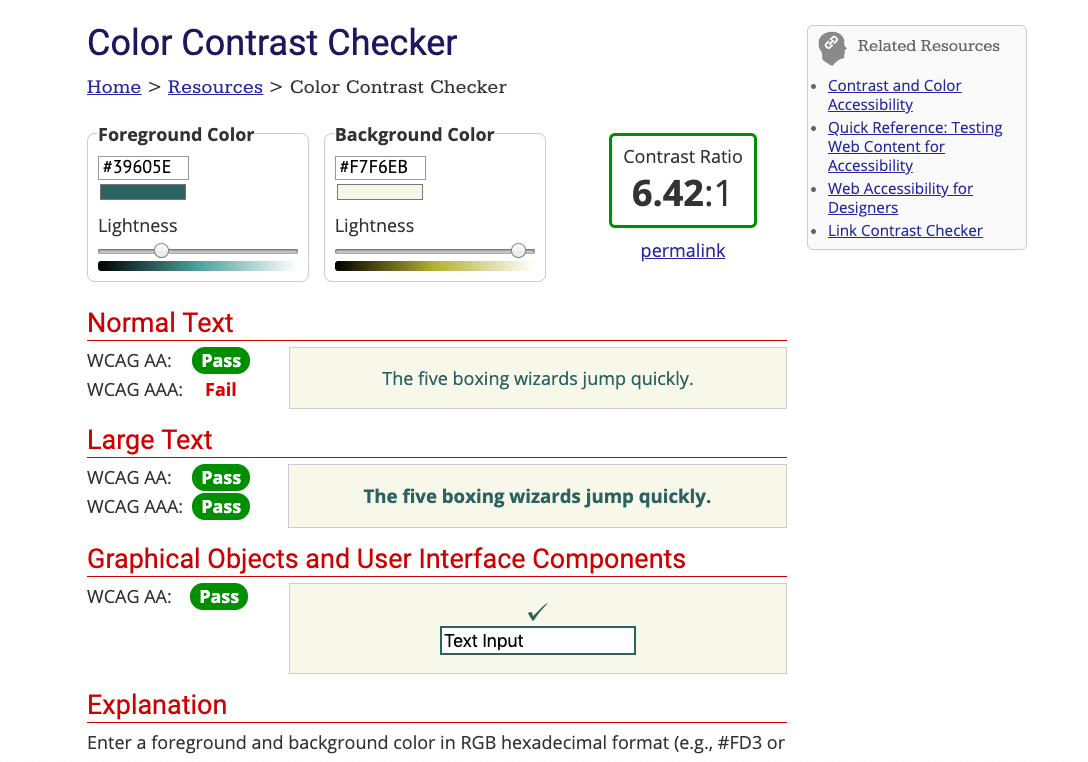 Color Contrast Checker
Home > Resources > Color Contrast Checker
Foreground Color
#39605E
Lightness
Background Color
#F7F6EB
Lightness
Contrast Ratio
6.42:1
permalink
Related Resources
Contrast and Color
Accessibility
Quick Reference: Testing
Web Content for
Accessibility
Web Accessibility for
Designers
Link Contrast Checker
Normal Text
WCAG AA: Pass
WCAG AAA: Fail
The five boxing wizards jump quickly.
Large Text
WCAG AA: Pass
WCAG AAA: Pass
The five boxing wizards jump quickly.
Graphical Objects and User Interface Components
WCAG AA: Pass
✓
Text Input
Explanation
Enter a foreground and background color in RGB hexadecimal format (e.g., #FD3 or